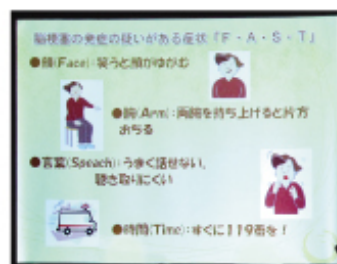 脳梗塞の発症の疑いがある症状「F・A・S・T」
●顔(Face):笑うと顔がゆがむ
●腕(Arm):両腕を持ち上げると片方
おちる
●言葉(Speach):うまく話せない、
聴き取りにくい
●時間(Time):すぐに119番を!